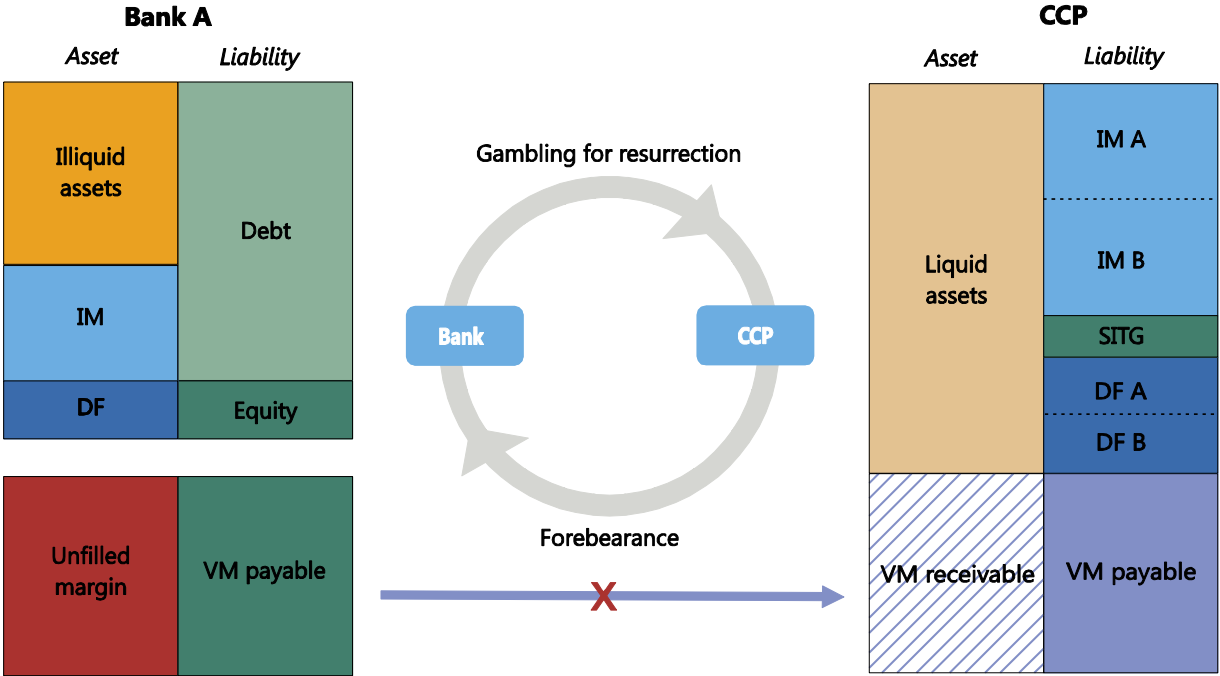 Bank A
Asset
Liability
Illiquid
assets
Debt
IM
DF
Equity
Unfilled
margin
VM payable
Gambling for resurrection
Bank
CCP
Forebearance
X
CCP
Asset
Liability
Liquid
assets
IM A
IM B
SITG
DF A
DF B
VM receivable
VM payable